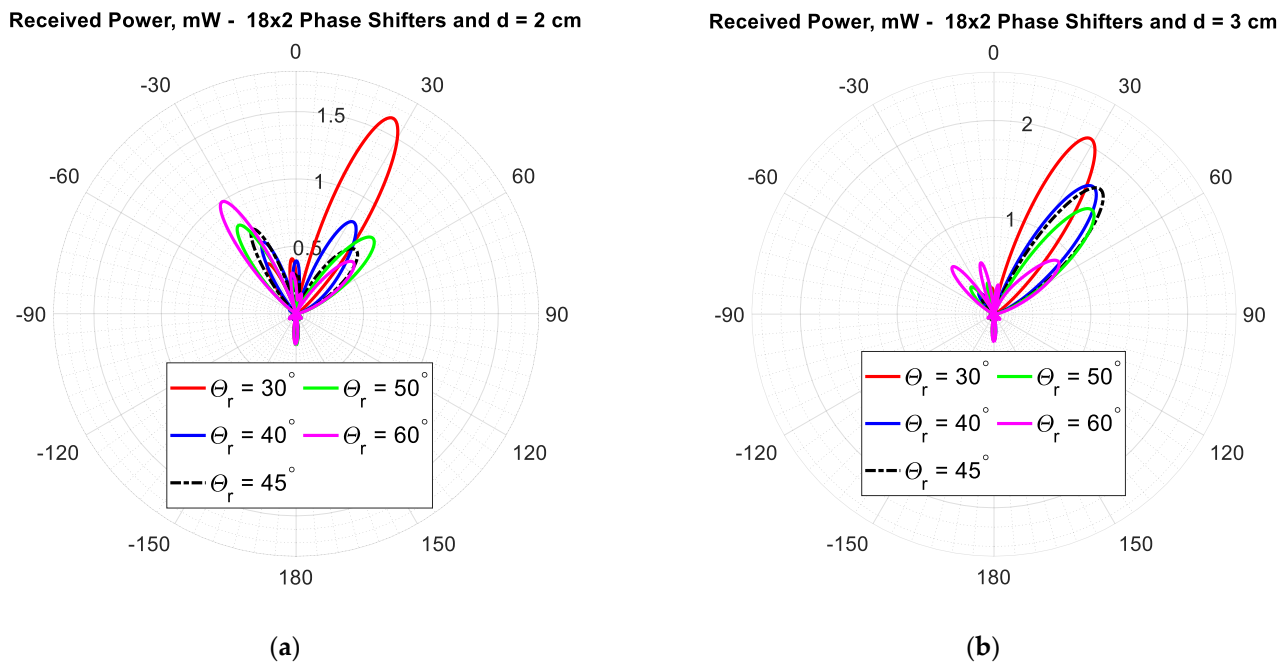 Received Power, mW - 18x2 Phase Shifters and d = 2 cm
0
-30
30
1.5
-60
60
1
0.5
-90
90
Θr = 30° Θr = 50°
Θr = 40° Θr = 60°
Θr = 45°
-120
120
-150
150
180
(a)
Received Power, mW - 18x2 Phase Shifters and d = 3 cm
0
-30
30
2
-60
60
1
-90
90
Θr = 30° Θr = 50°
Θr = 40° Θr = 60°
Θr = 45°
-120
120
-150
150
180
(b)